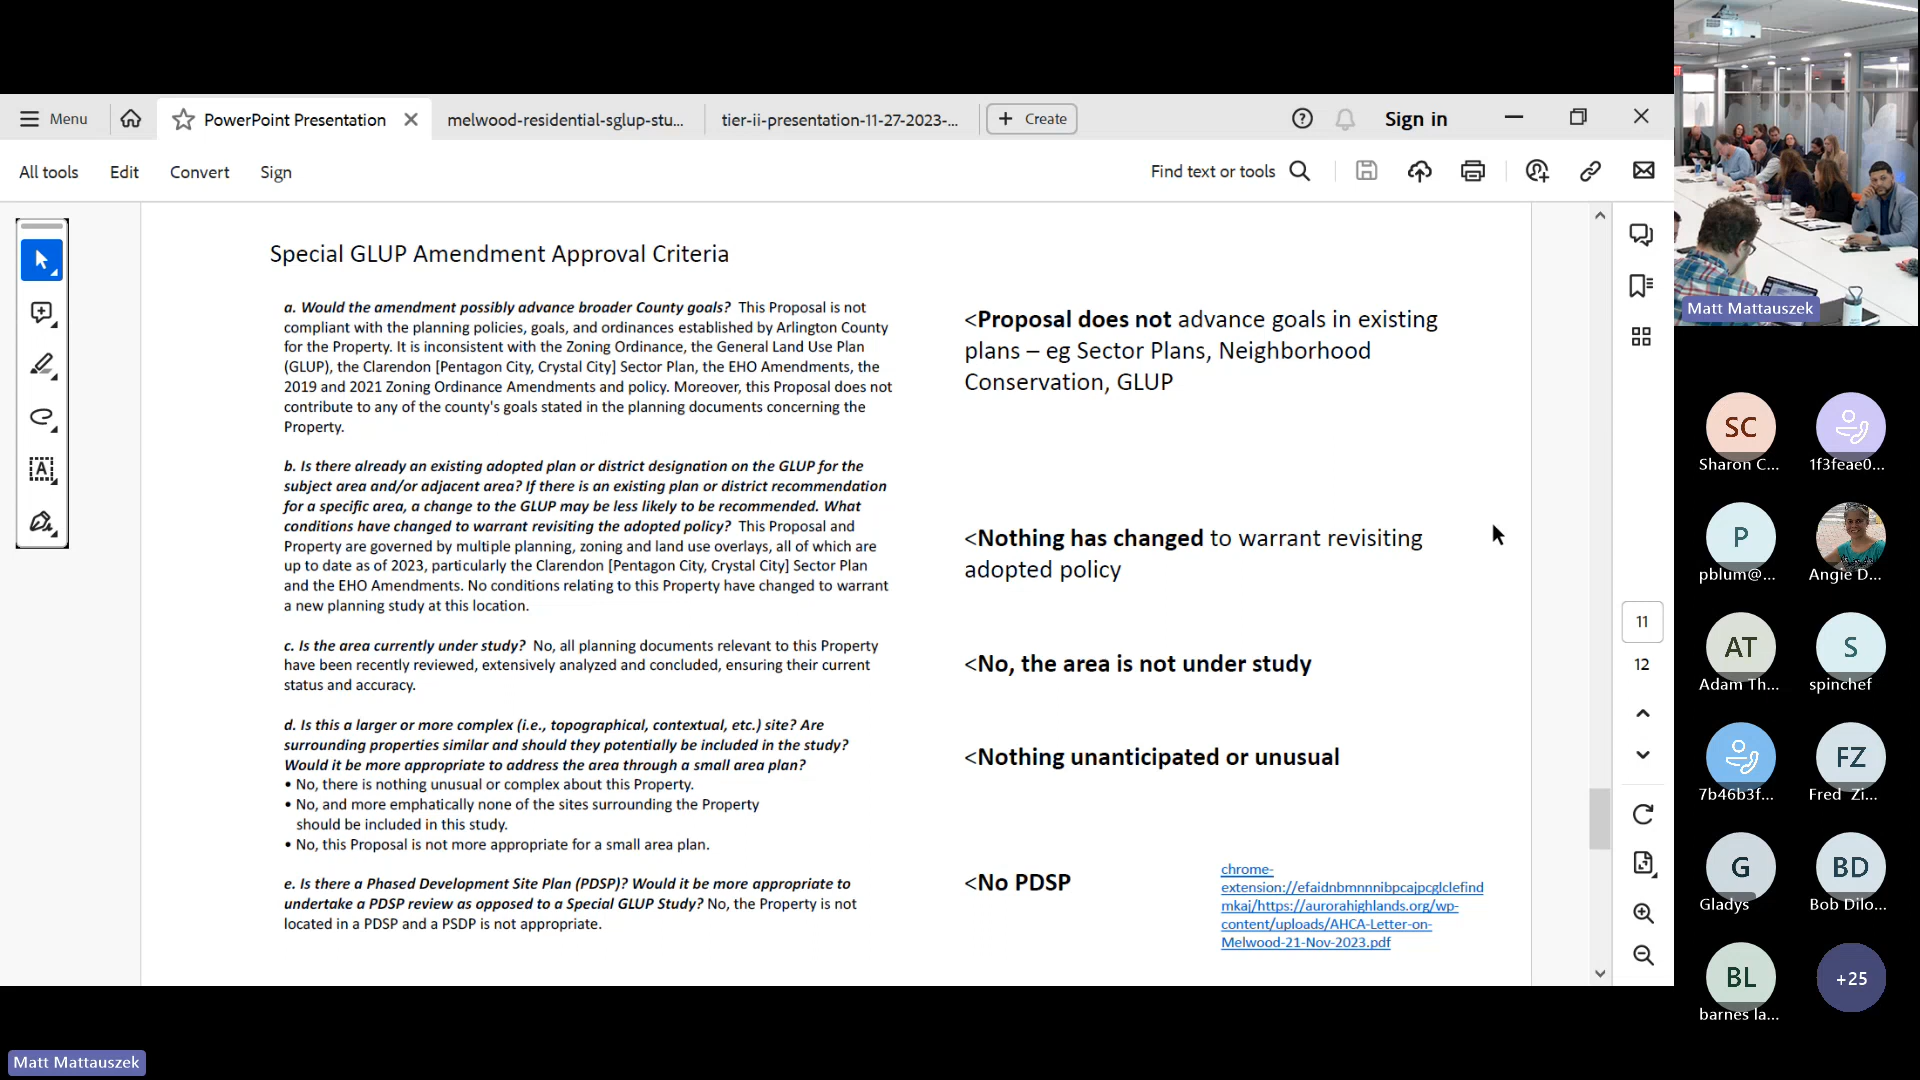 Menu
PowerPoint Presentation
melwood-residential-sglup-stu...
tier-ii-presentation-11-27-2023-...
Create
Sign in
All tools
Edit
Convert
Sign
Find text or tools
Special GLUP Amendment Approval Criteria
a. Would the amendment possibly advance broader County goals? This Proposal is not
compliant with the planning policies, goals, and ordinances established by Arlington County
for the Property. It is inconsistent with the Zoning Ordinance, the General Land Use Plan
(GLUP), the Clarendon [Pentagon City, Crystal City] Sector Plan, the EHO Amendments, the
2019 and 2021 Zoning Ordinance Amendments and policy. Moreover, this Proposal does not
contribute to any of the county's goals stated in the planning documents concerning the
Property.
<Proposal does not advance goals in existing
plans – eg Sector Plans, Neighborhood
Conservation, GLUP
b. Is there already an existing adopted plan or district designation on the GLUP for the
subject area and/or adjacent area? If there is an existing plan or district recommendation
for a specific area, a change to the GLUP may be less likely to be recommended. What
conditions have changed to warrant revisiting the adopted policy? This Proposal and
Property are governed by multiple planning, zoning and land use overlays, all of which are
up to date as of 2023, particularly the Clarendon [Pentagon City, Crystal City] Sector Plan
and the EHO Amendments. No conditions relating to this Property have changed to warrant
a new planning study at this location.
<Nothing has changed to warrant revisiting
adopted policy
c. Is the area currently under study? No, all planning documents relevant to this Property
have been recently reviewed, extensively analyzed and concluded, ensuring their current
status and accuracy.
<No, the area is not under study
d. Is this a larger or more complex (i.e., topographical, contextual, etc.) site? Are
surrounding properties similar and should they potentially be included in the study?
Would it be more appropriate to address the area through a small area plan?
• No, there is nothing unusual or complex about this Property.
• No, and more emphatically none of the sites surrounding the Property
should be included in this study.
• No, this Proposal is not more appropriate for a small area plan.
<Nothing unanticipated or unusual
e. Is there a Phased Development Site Plan (PDSP)? Would it be more appropriate to
undertake a PDSP review as opposed to a Special GLUP Study? No, the Property is not
located in a PDSP and a PSDP is not appropriate.
<No PDSP
chrome-
extension://efaidnbmnnnibpcajpcglclefind
mkaj/https://aurorahighlands.org/wp-
content/uploads/AHCA-Letter-on-
Melwood-21-Nov-2023.pdf
11
12
Matt Mattauszek
SC
Sharon C...
1f3feae0...
P
pblum@...
Angie D...
AT
Adam Th...
S
spinchef
7b46b3f...
FZ
Fred Zi...
G
Gladys
BD
Bob Dilo...
BL
barnes la...
+25
Matt Mattauszek